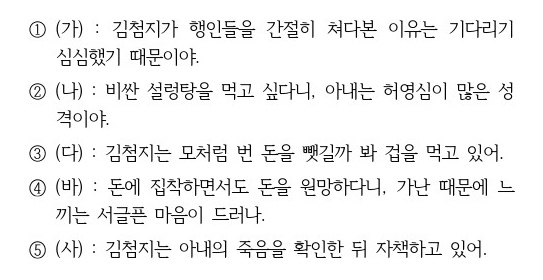 ① (가) : 김첨지가 행인들을 간절히 쳐다본 이유는 기다리기
심심했기 때문이야.
② (나) : 비싼 설렁탕을 먹고 싶다니, 아내는 허영심이 많은 성
격이야.
③ (다) : 김첨지는 모처럼 번 돈을 뺏길까 봐 겁을 먹고 있어.
④ (바) : 돈에 집착하면서도 돈을 원망하다니, 가난 때문에 느
끼는 서글픈 마음이 드러나.
⑤ (사) : 김첨지는 아내의 죽음을 확인한 뒤 자책하고 있어.